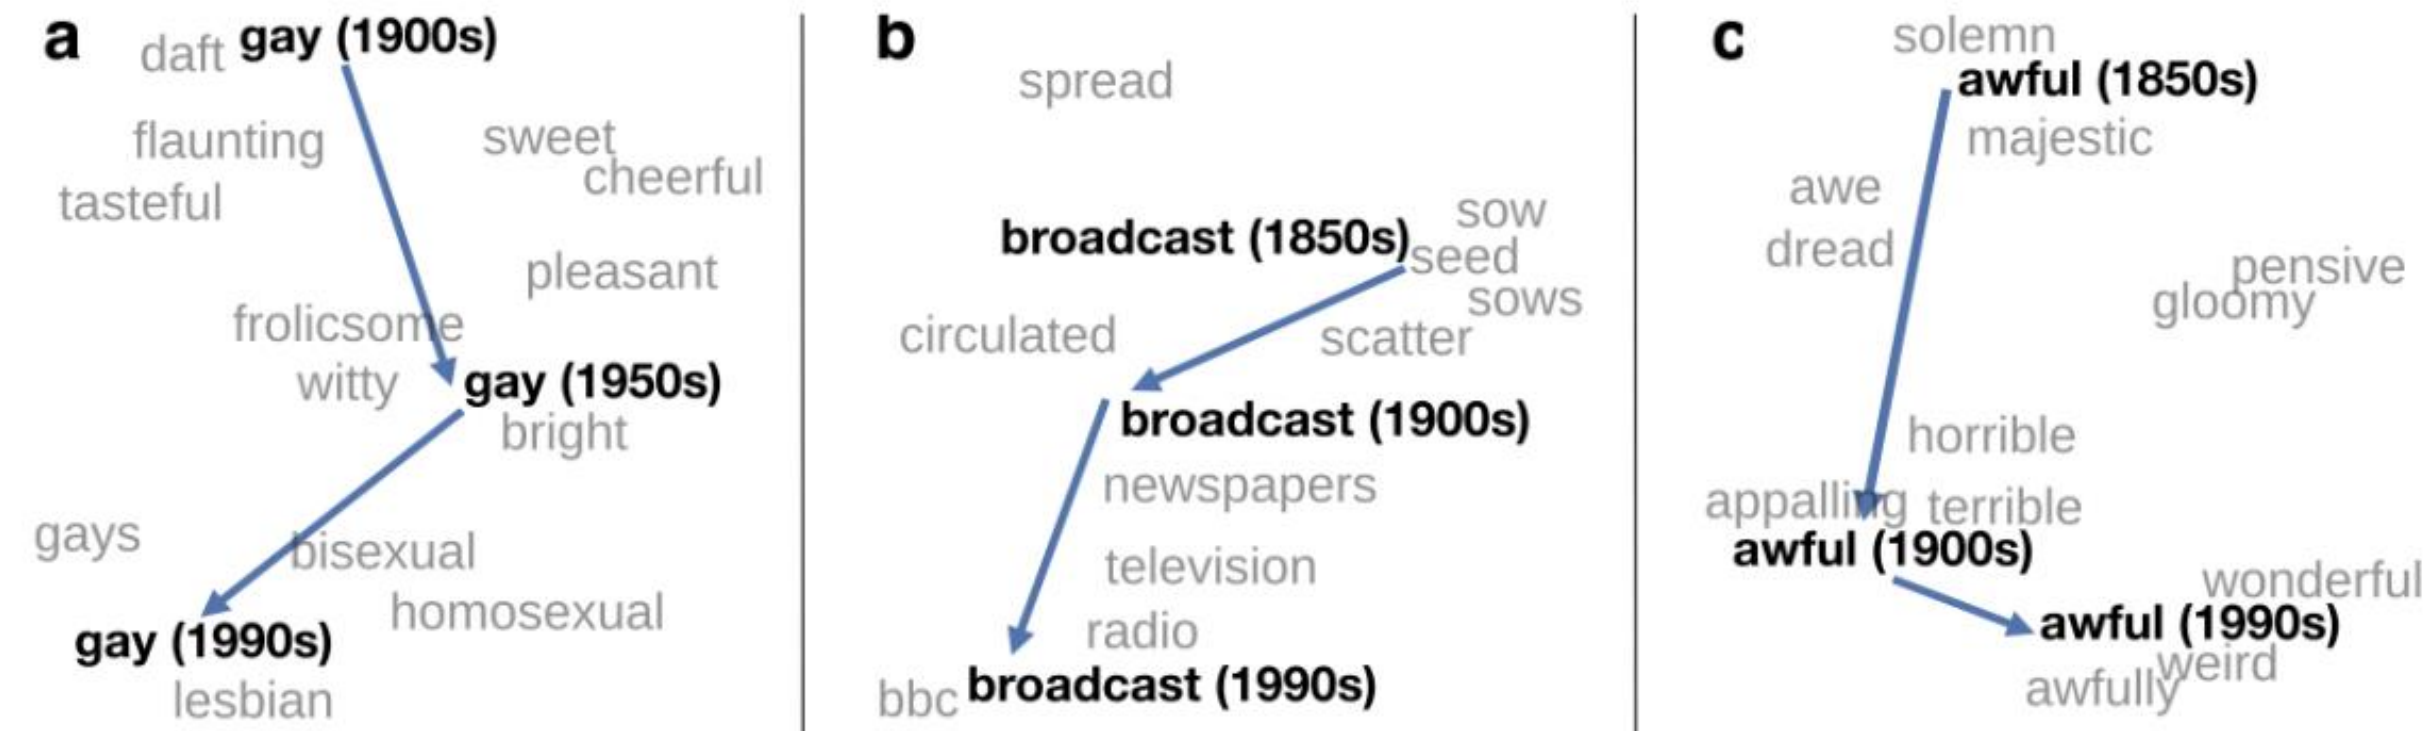 a
daft gay (1900s)
flaunting
sweet
cheerful
tasteful
pleasant
frolicsome
witty
gay (1950s)
bright
gays
bisexual
homosexual
gay (1990s)
lesbian
b
spread
sow
broadcast (1850s)
seed
sows
circulated
scatter
broadcast (1900s)
newspapers
television
radio
bbc broadcast (1990s)
c
solemn
awful (1850s)
majestic
awe
dread
pensive
gloomy
horrible
appalling terrible
awful (1900s)
wonderful
awful (1990s)
weird
awfully